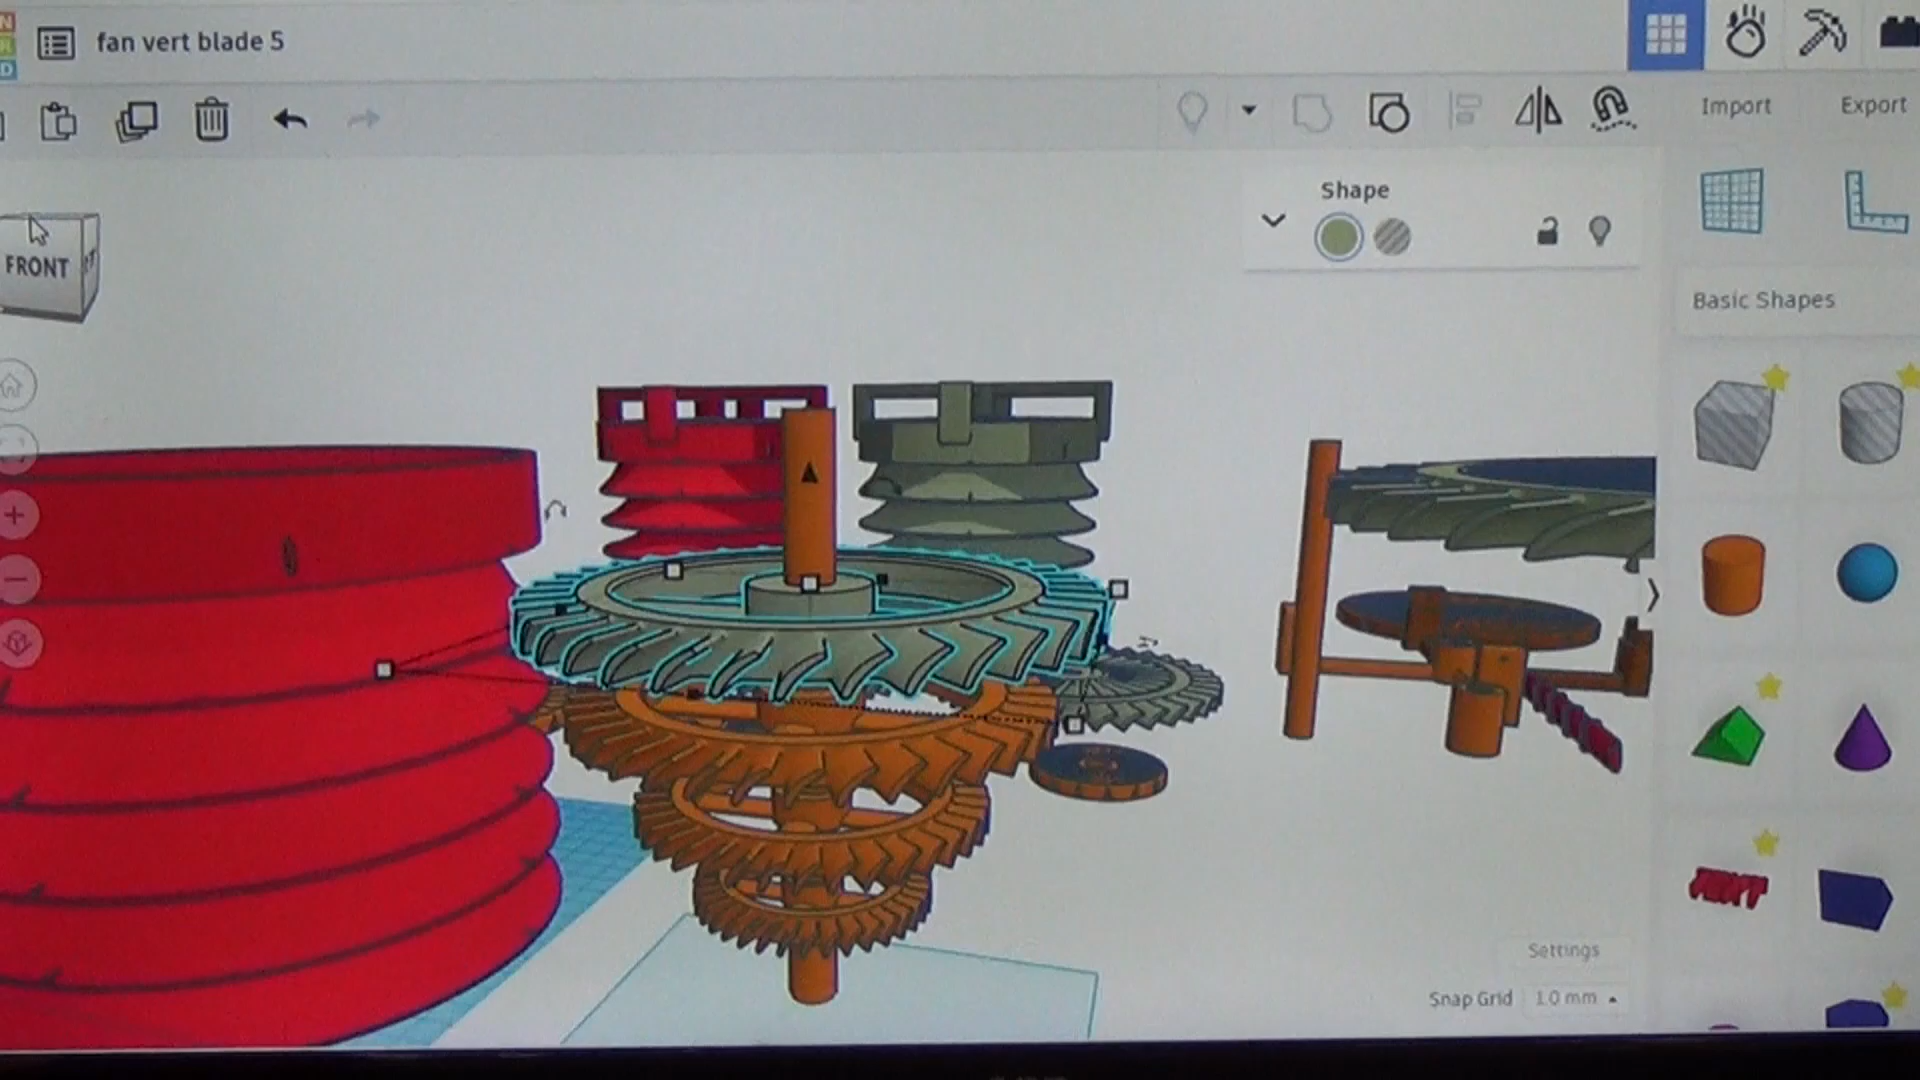 fan vert blade 5
Import
Export
Shape
FRONT
Basic Shapes
Settings
Snap Grid
1.0 mm